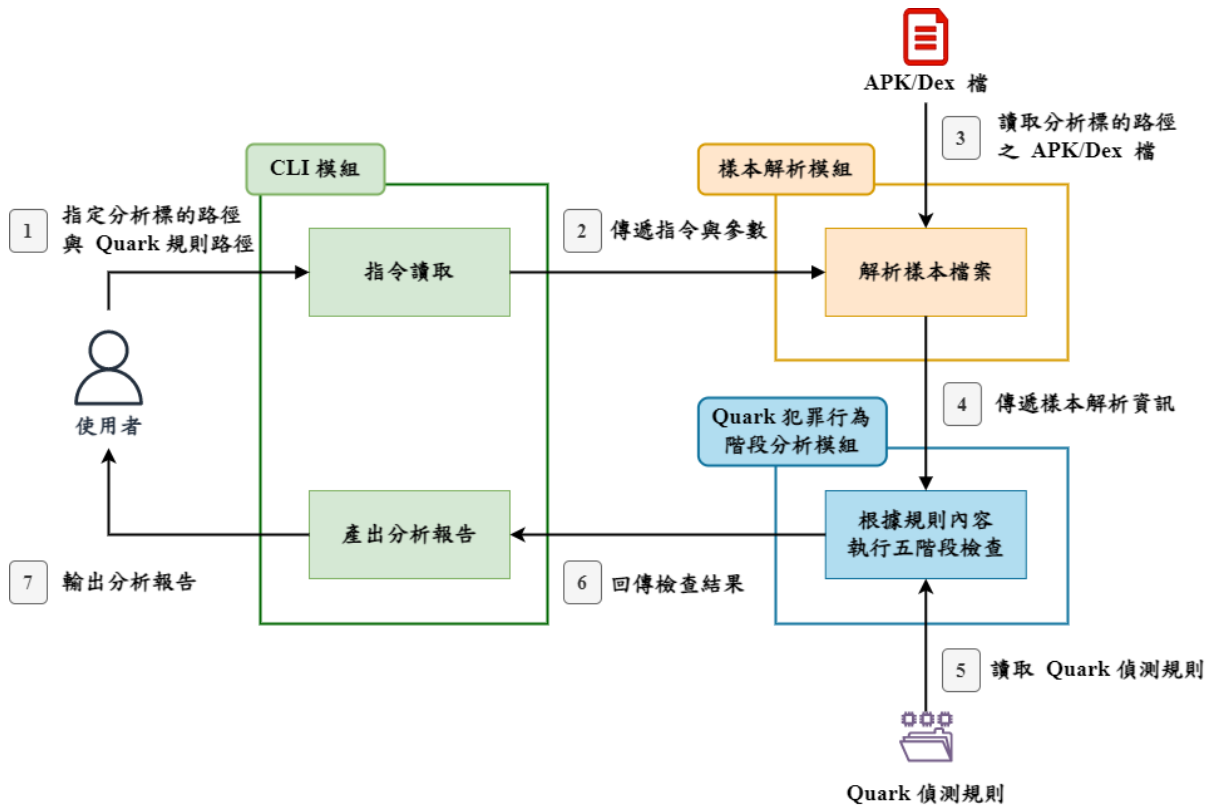 APK/Dex 檔
3
讀取分析標的路徑
之 APK/Dex 檔
CLI 模組
樣本解析模組
1
指定分析標的路徑
與 Quark 規則路徑
2
傳遞指令與參數
指令讀取
解析樣本檔案
使用者
4
傳遞樣本解析資訊
Quark 犯罪行為
階段分析模組
產出分析報告
根據規則內容
執行五階段檢查
7
輸出分析報告
6
回傳檢查結果
5
讀取 Quark 偵測規則
Quark 偵測規則